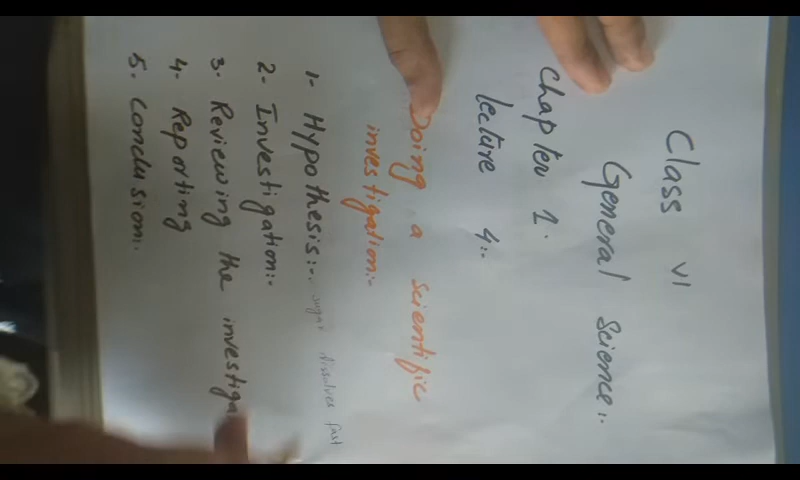 Class VI
General Science:.
Chapter 1.
lecture 4:.
Doing a scientific
investigation:-
1- Hypothesis:-. sugar dissolves fast
2- Investigation:-
3- Reviewing the investiga
4- Reporting
5- Conclusion:.